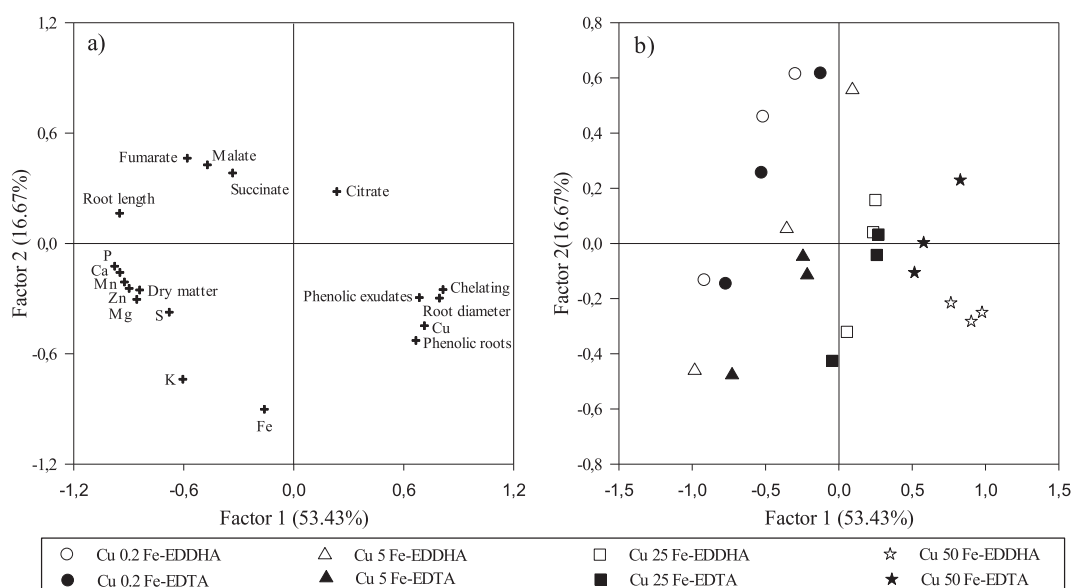 a)
1,2
0,6
0,0
-0,6
-1,2
Factor 2 (16.67%)
Fumarate
Malate
Succinate
Citrate
Root length
P
Ca
Mn
Zn
Mg
Dry matter
S
K
Fe
Phenolic exudates
Chelating
Root diameter
Cu
Phenolic roots
-1,2
-0,6
0,0
0,6
1,2
Factor 1 (53.43%)
b)
0,8
0,6
0,4
0,2
0,0
-0,2
-0,4
-0,6
-0,8
Factor 2(16.67%)
-1,5
-1,0
-0,5
0,0
0,5
1,0
1,5
Factor 1 (53.43%)
Cu 0.2 Fe-EDDHA
Cu 5 Fe-EDDHA
Cu 25 Fe-EDDHA
Cu 50 Fe-EDDHA
Cu 0.2 Fe-EDTA
Cu 5 Fe-EDTA
Cu 25 Fe-EDTA
Cu 50 Fe-EDTA